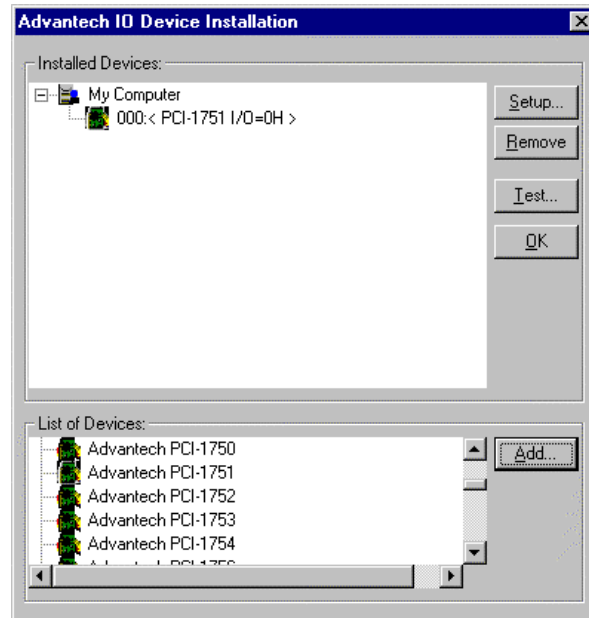 Advantech IO Device Installation
Installed Devices:
My Computer
000:< PCI-1751 I/O=0H >
Setup...
Remove
Test...
OK
List of Devices:
Advantech PCI-1750
Advantech PCI-1751
Advantech PCI-1752
Advantech PCI-1753
Advantech PCI-1754
Add...